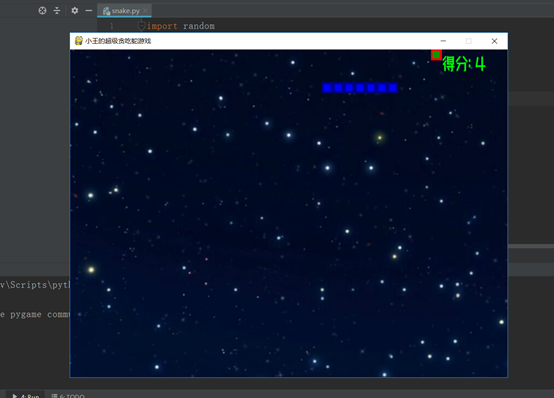 snake.py
1 import random
小王的超级贪吃蛇游戏
得分: 4
v\Scripts\pyth
e pygame commu
4: Run 6: TODO